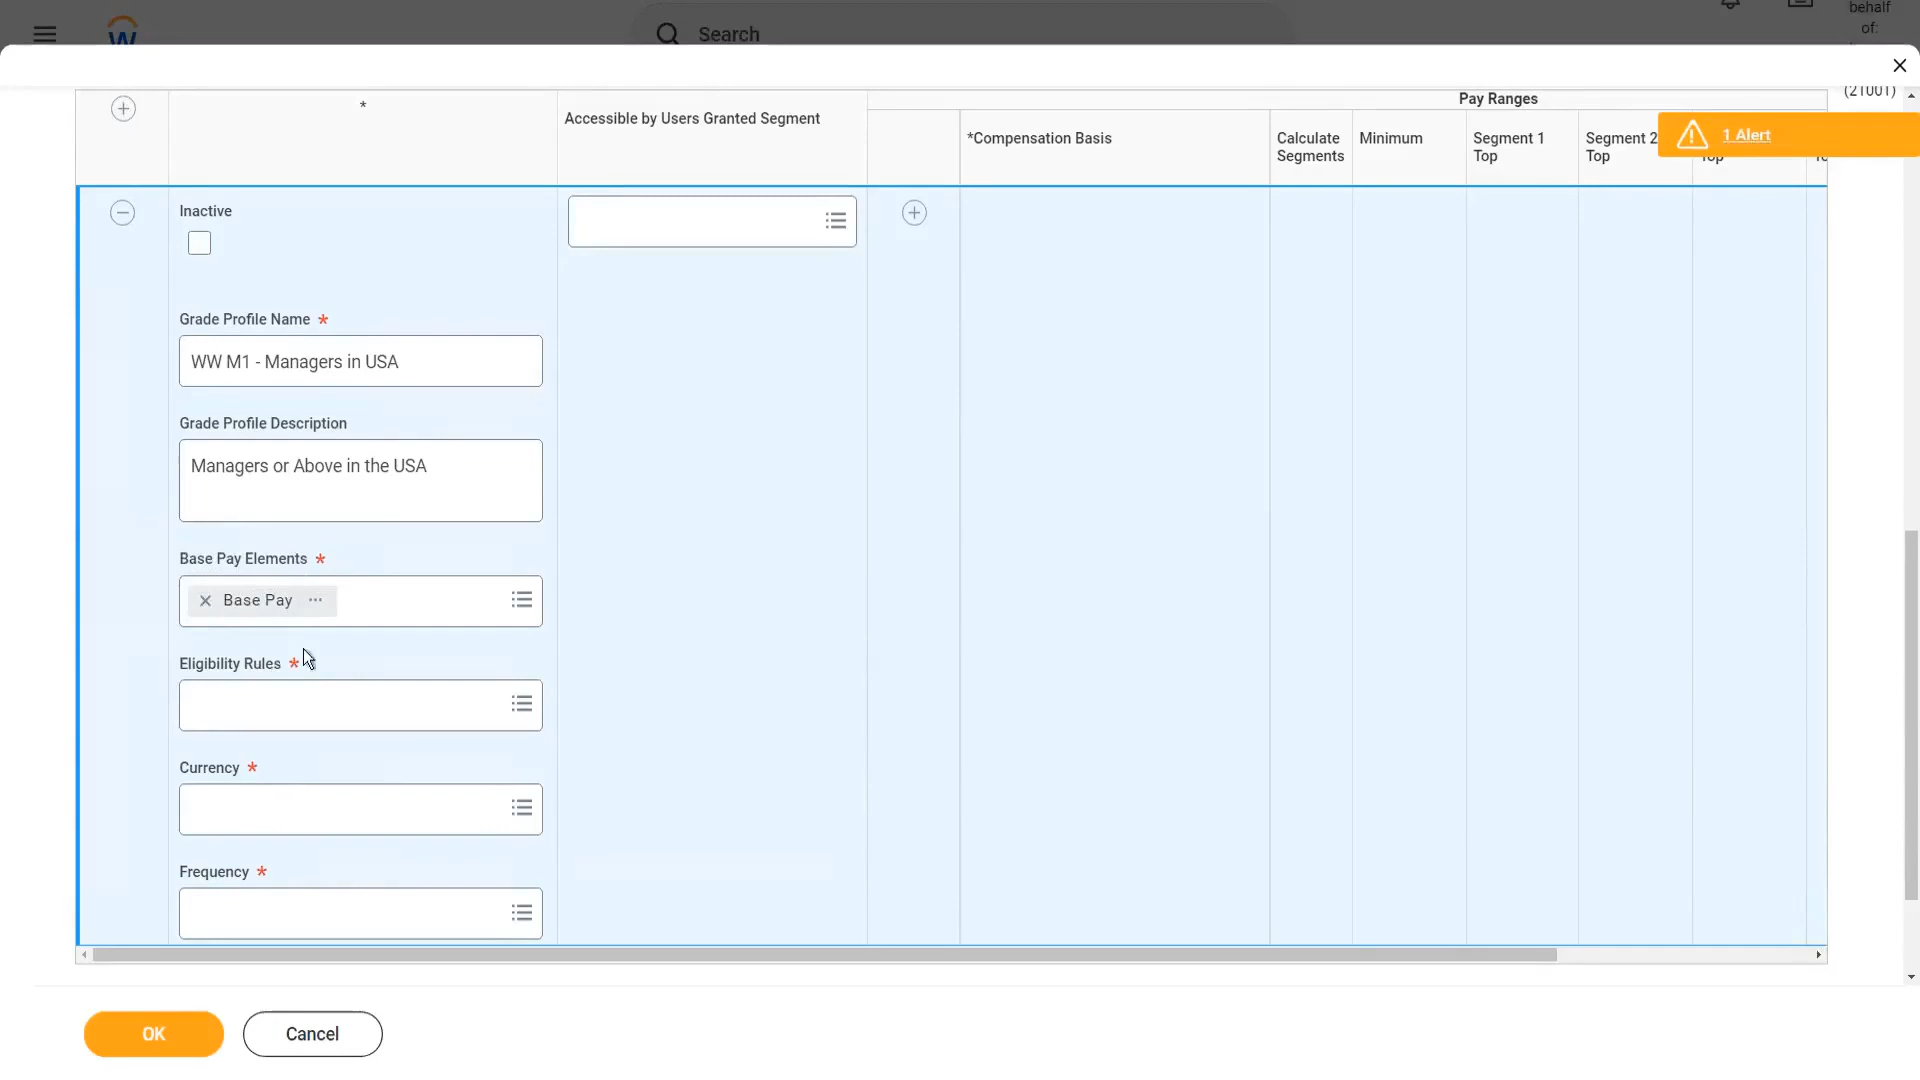 behalf
of:
W
Search
(21001)
1 Alert
*
Accessible by Users Granted Segment
Pay Ranges
*Compensation Basis
Calculate
Segments
Minimum
Segment 1
Top
Segment 2
Top
Top
Inactive
Grade Profile Name *
WW M1 - Managers in USA
Grade Profile Description
Managers or Above in the USA
Base Pay Elements *
Base Pay
Eligibility Rules *
Currency *
Frequency *
OK
Cancel